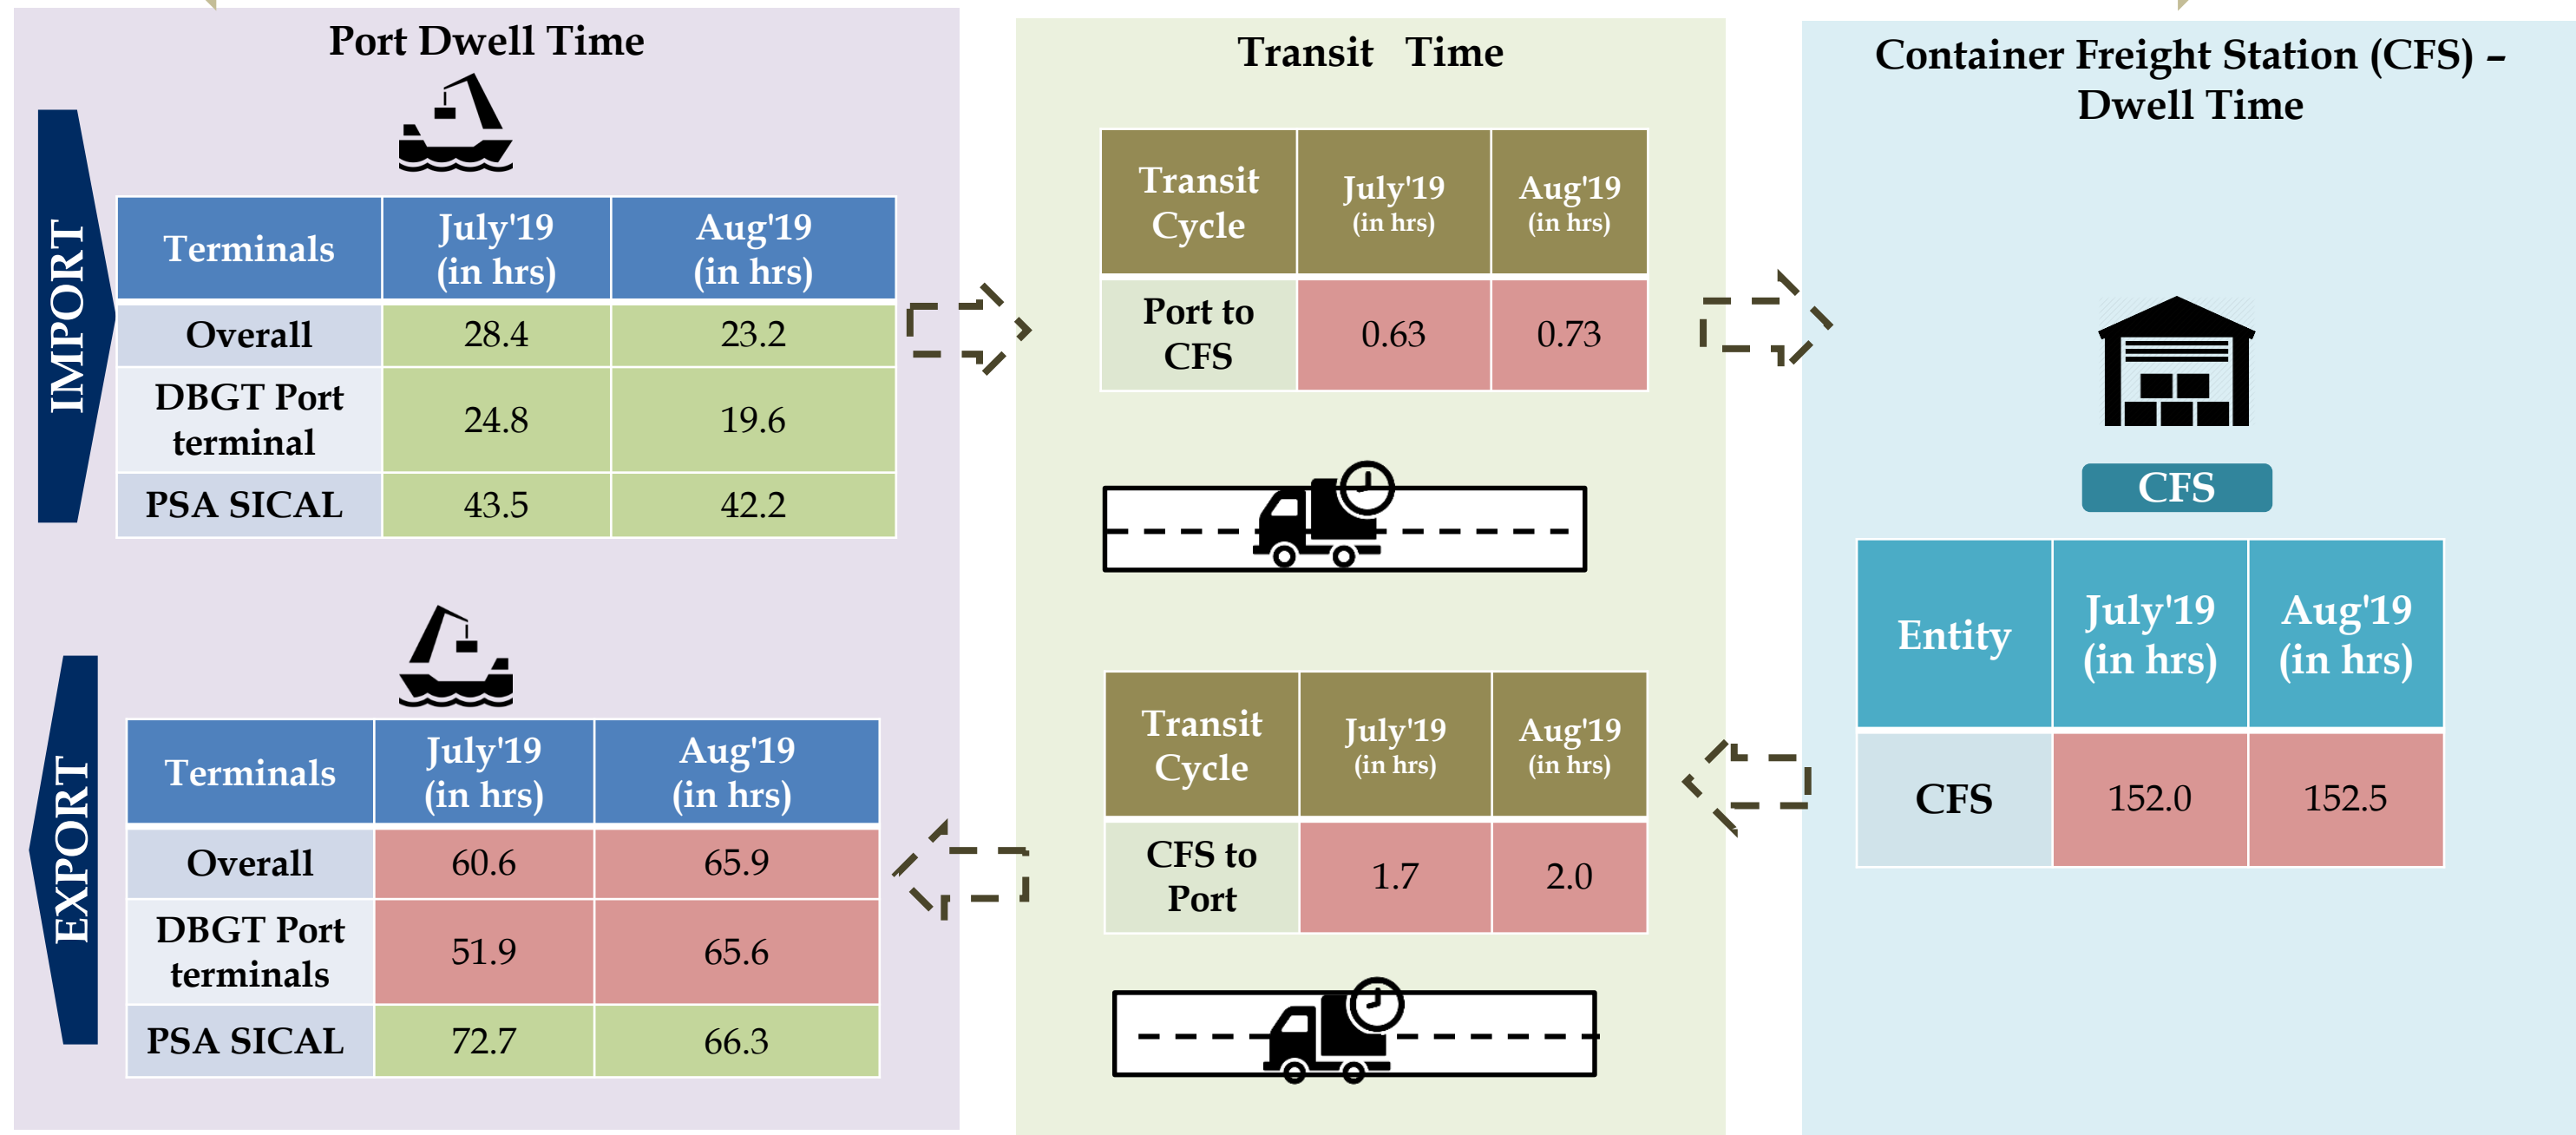 Port Dwell Time
IMPORT
Terminals July'19 (in hrs) Aug'19 (in hrs)
Overall 28.4 23.2
DBGT Port terminal 24.8 19.6
PSA SICAL 43.5 42.2
EXPORT
Terminals July'19 (in hrs) Aug'19 (in hrs)
Overall 60.6 65.9
DBGT Port terminals 51.9 65.6
PSA SICAL 72.7 66.3
Transit Time
Transit Cycle July'19 (in hrs) Aug'19 (in hrs)
Port to CFS 0.63 0.73
Transit Cycle July'19 (in hrs) Aug'19 (in hrs)
CFS to Port 1.7 2.0
Container Freight Station (CFS) –
Dwell Time
CFS
Entity July'19 (in hrs) Aug'19 (in hrs)
CFS 152.0 152.5